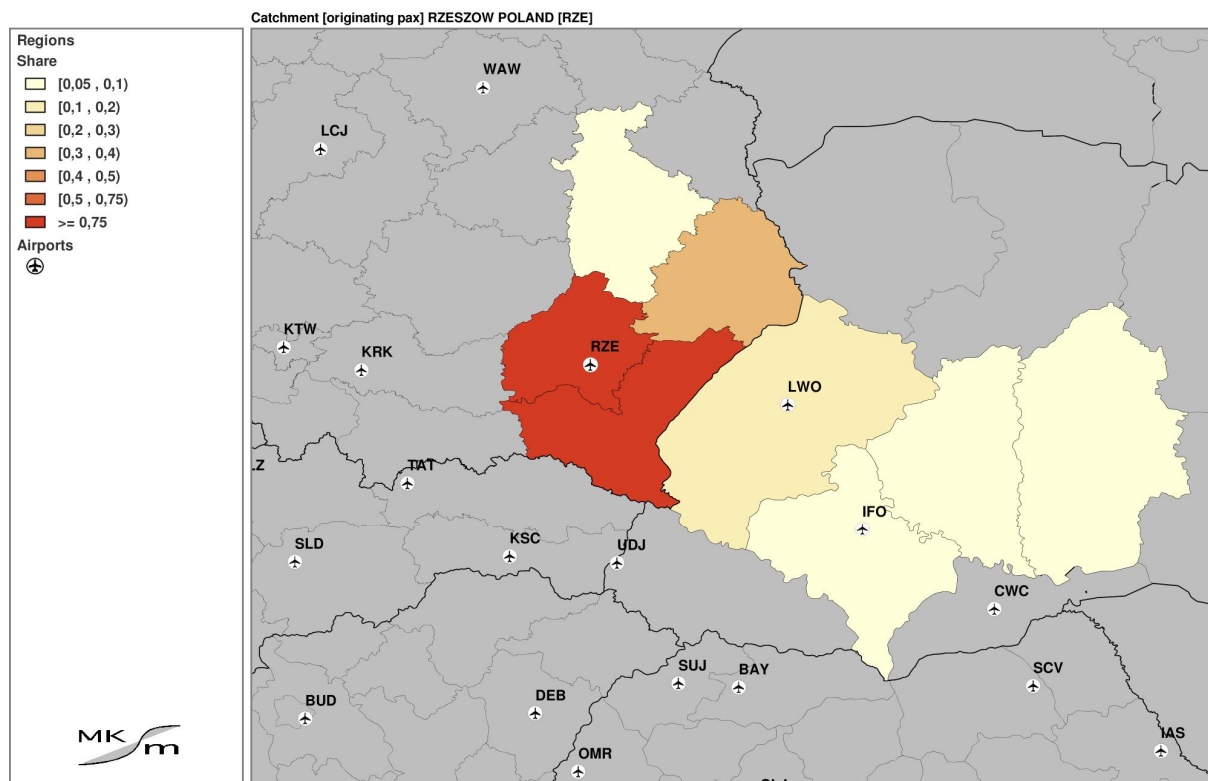 Catchment [originating pax] RZESZOW POLAND [RZE]
Regions
Share
[0,05 , 0,1)
[0,1 , 0,2)
[0,2 , 0,3)
[0,3 , 0,4)
[0,4 , 0,5)
[0,5 , 0,75)
>= 0,75
Airports
WAW
LCJ
KTW
KRK
RZE
LWO
LZ
TAT
IFO
SLD
KSC
UDJ
CWC
SUJ
BAY
SCV
BUD
DEB
IAS
OMR
MK
m